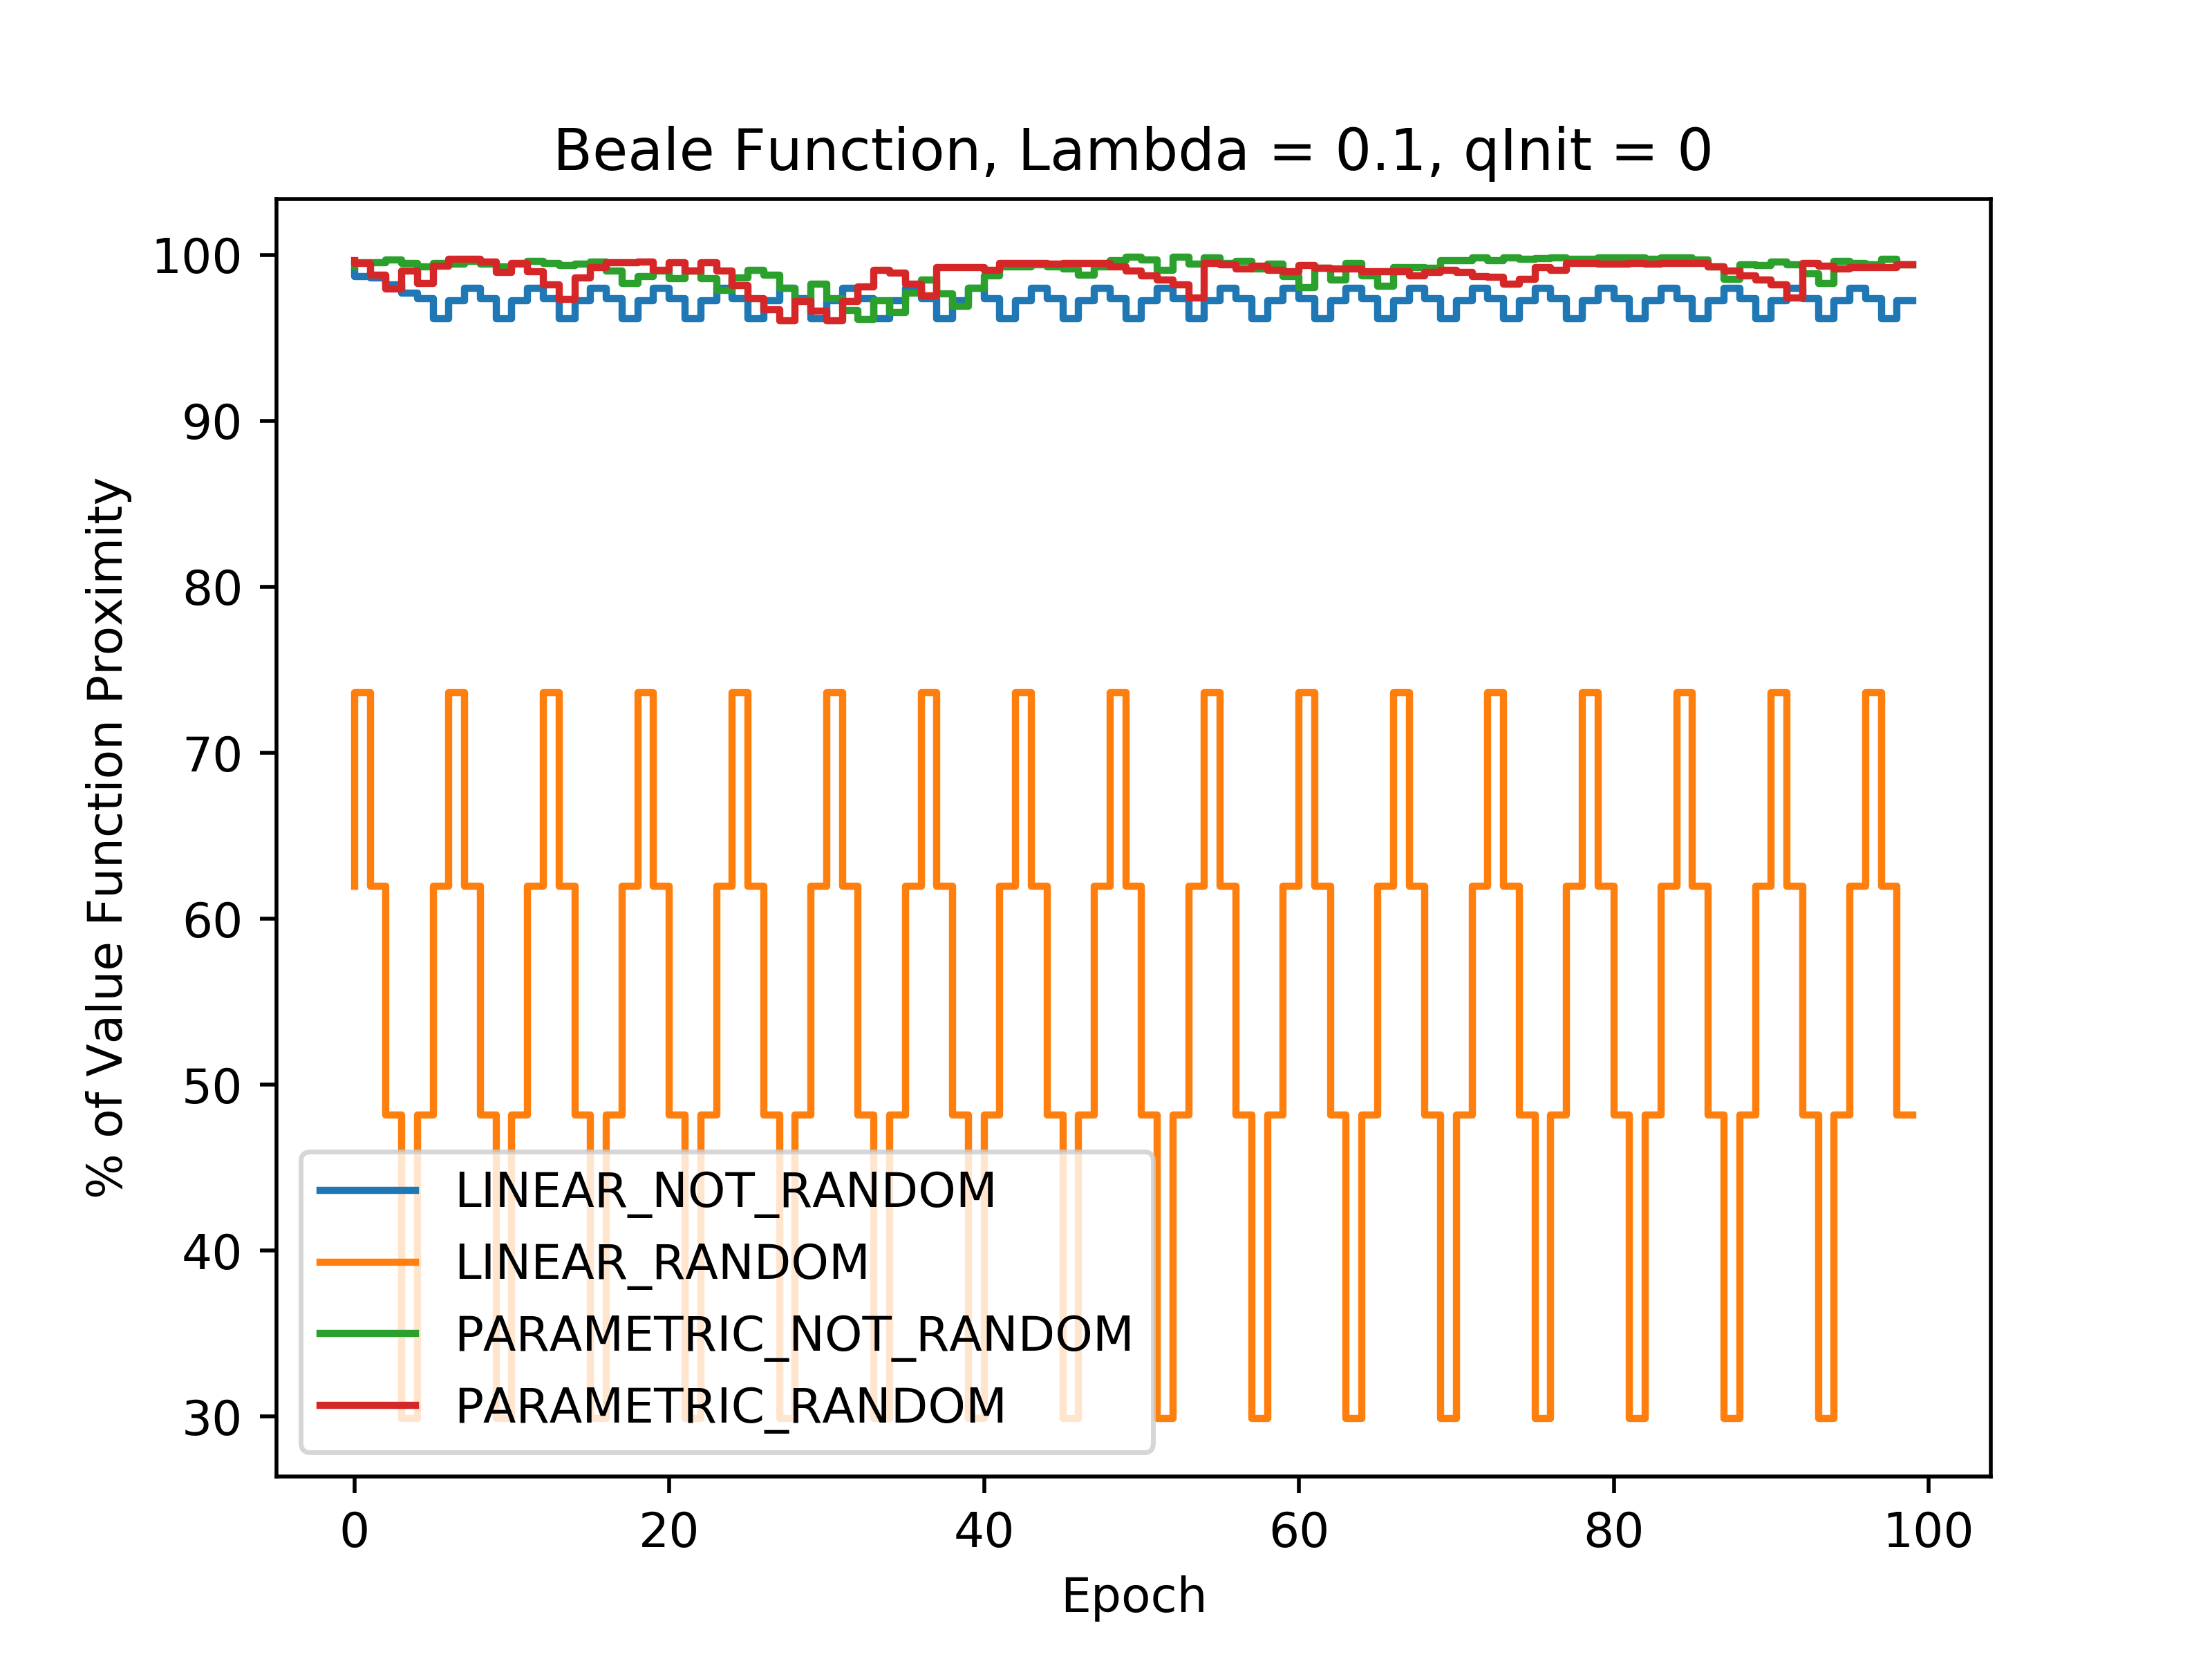 Beale Function, Lambda = 0.1, qInit = 0
% of Value Function Proximity
100
90
80
70
60
50
40
30
LINEAR_NOT_RANDOM
LINEAR_RANDOM
PARAMETRIC_NOT_RANDOM
PARAMETRIC_RANDOM
0 20 40 60 80 100
Epoch